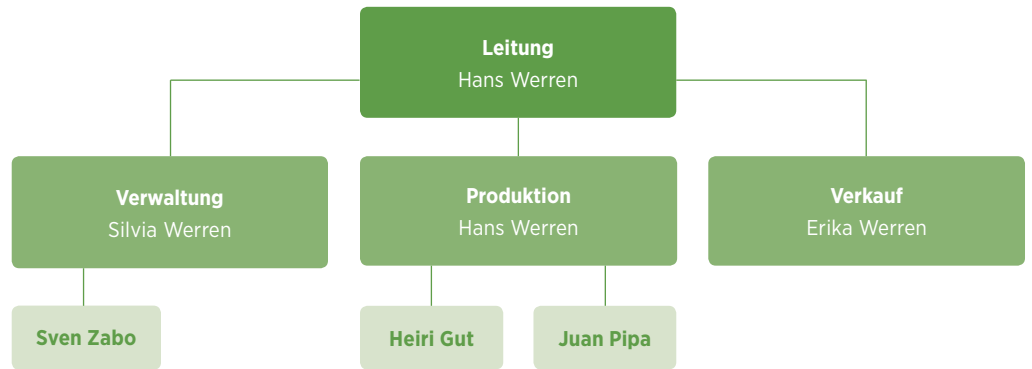 Leitung
Hans Werren
Verwaltung
Silvia Werren
Produktion
Hans Werren
Verkauf
Erika Werren
Sven Zabo
Heiri Gut
Juan Pipa